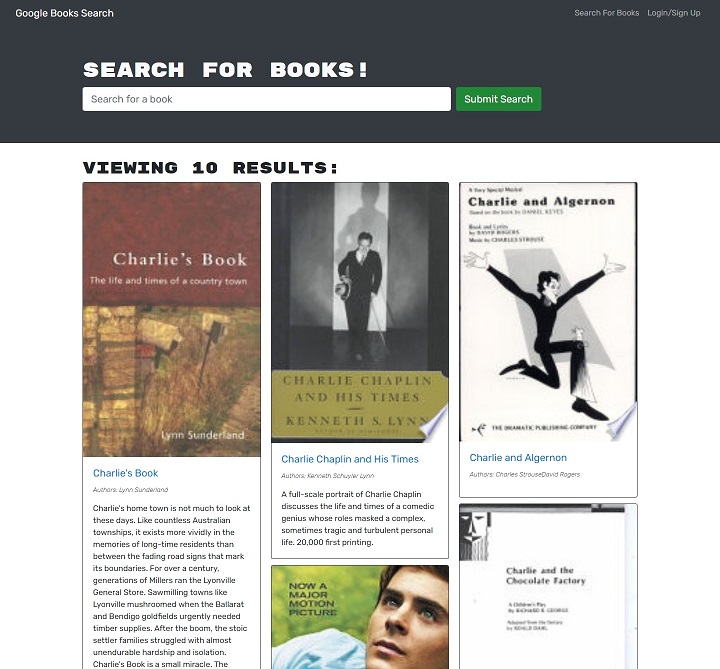 Google Books Search
Search For Books
Login/Sign Up
SEARCH FOR BOOKS!
Search for a book
Submit Search
VIEWING 10 RESULTS:
Charlie's Book
The life and times of a country town
Lynn Sunderland
Charlie's Book
Authors: Lynn Sunderland
Charlie's home town is not much to look at
these days. Like countless Australian
townships, it exists more vividly in the
memories of long-time residents than
between the fading road signs that mark
its boundaries. For over a century,
generations of Millers ran the Lyonville
General Store. Sawmilling towns like
Lyonville mushroomed when the Ballarat
and Bendigo goldfields urgently needed
timber supplies. After the boom, the stoic
settler families struggled with almost
unendurable hardship and isolation.
Charlie's Book is a small miracle. The
CHARLIE CHAPLIN
AND HIS TIMES
KENNETH S. LYNN
Charlie Chaplin and His Times
Authors: Kenneth Schuyler Lynn
A full-scale portrait of Charlie Chaplin
discusses the life and times of a comedic
genius whose roles masked a complex,
sometimes tragic and turbulent personal
life. 20,000 first printing.
NOW A
MAJOR
MOTION
PICTURE
A Very Special Musical
Charlie and Algernon
Based on the book by DANIEL KEYES
Book and Lyrics
by DAVID ROGERS
Music by CHARLES STROUSE
THE DRAMATIC PUBLISHING COMPANY
Charlie and Algernon
Authors: Charles StrouseDavid Rogers
Charlie and the
Chocolate Factory
A Children's Play
By RICHARD R. GEORGE
Adapted from the fantasy
by ROALD DAHL